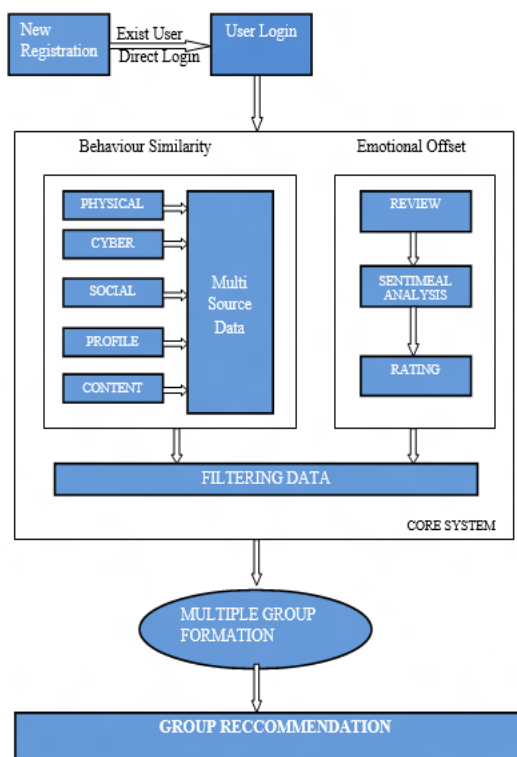 New
Registration
Exist User
Direct Login
User Login
Behaviour Similarity
Emotional Offset
PHYSICAL
CYBER
SOCIAL
PROFILE
CONTENT
Multi
Source
Data
REVIEW
SENTIMEAL
ANALYSIS
RATING
FILTERING DATA
CORE SYSTEM
MULTIPLE GROUP
FORMATION
GROUP RECCOMMENDATION